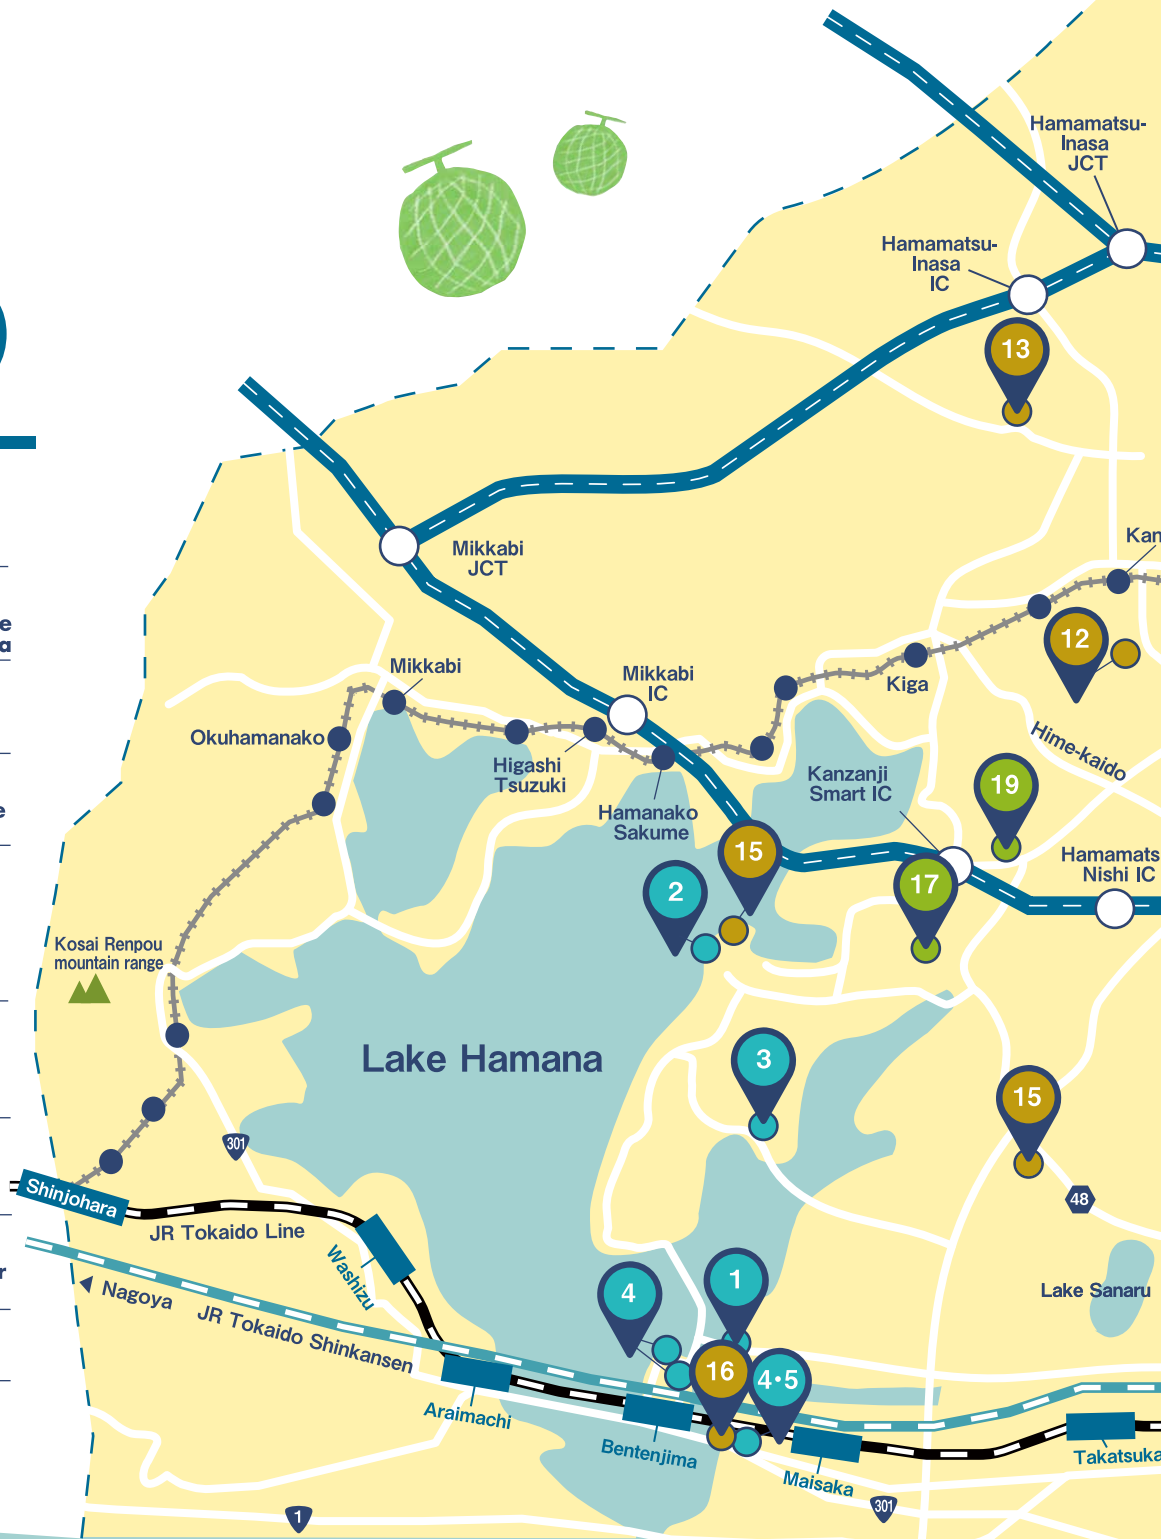 Hamamatsu-
Inasa
JCT
Hamamatsu-
Inasa
IC
13
Mikkabi
JCT
Kan
12
Mikkabi
Mikkabi
IC
Kiga
Okuhamanako
Higashi
Tsuzuki
Hime-kaido
Kanzanji
Smart IC
19
Hamanako
Sakume
15
2
17
Hamamats
Nishi IC
e
a
e
r
Kosai Renpou
mountain range
Lake Hamana
3
15
301
48
Shinjohara
JR Tokaido Line
Washizu
Nagoya
JR Tokaido Shinkansen
4
1
Lake Sanaru
16
4•5
Araimachi
Bentenjima
Maisaka
Takatsuka
301
1